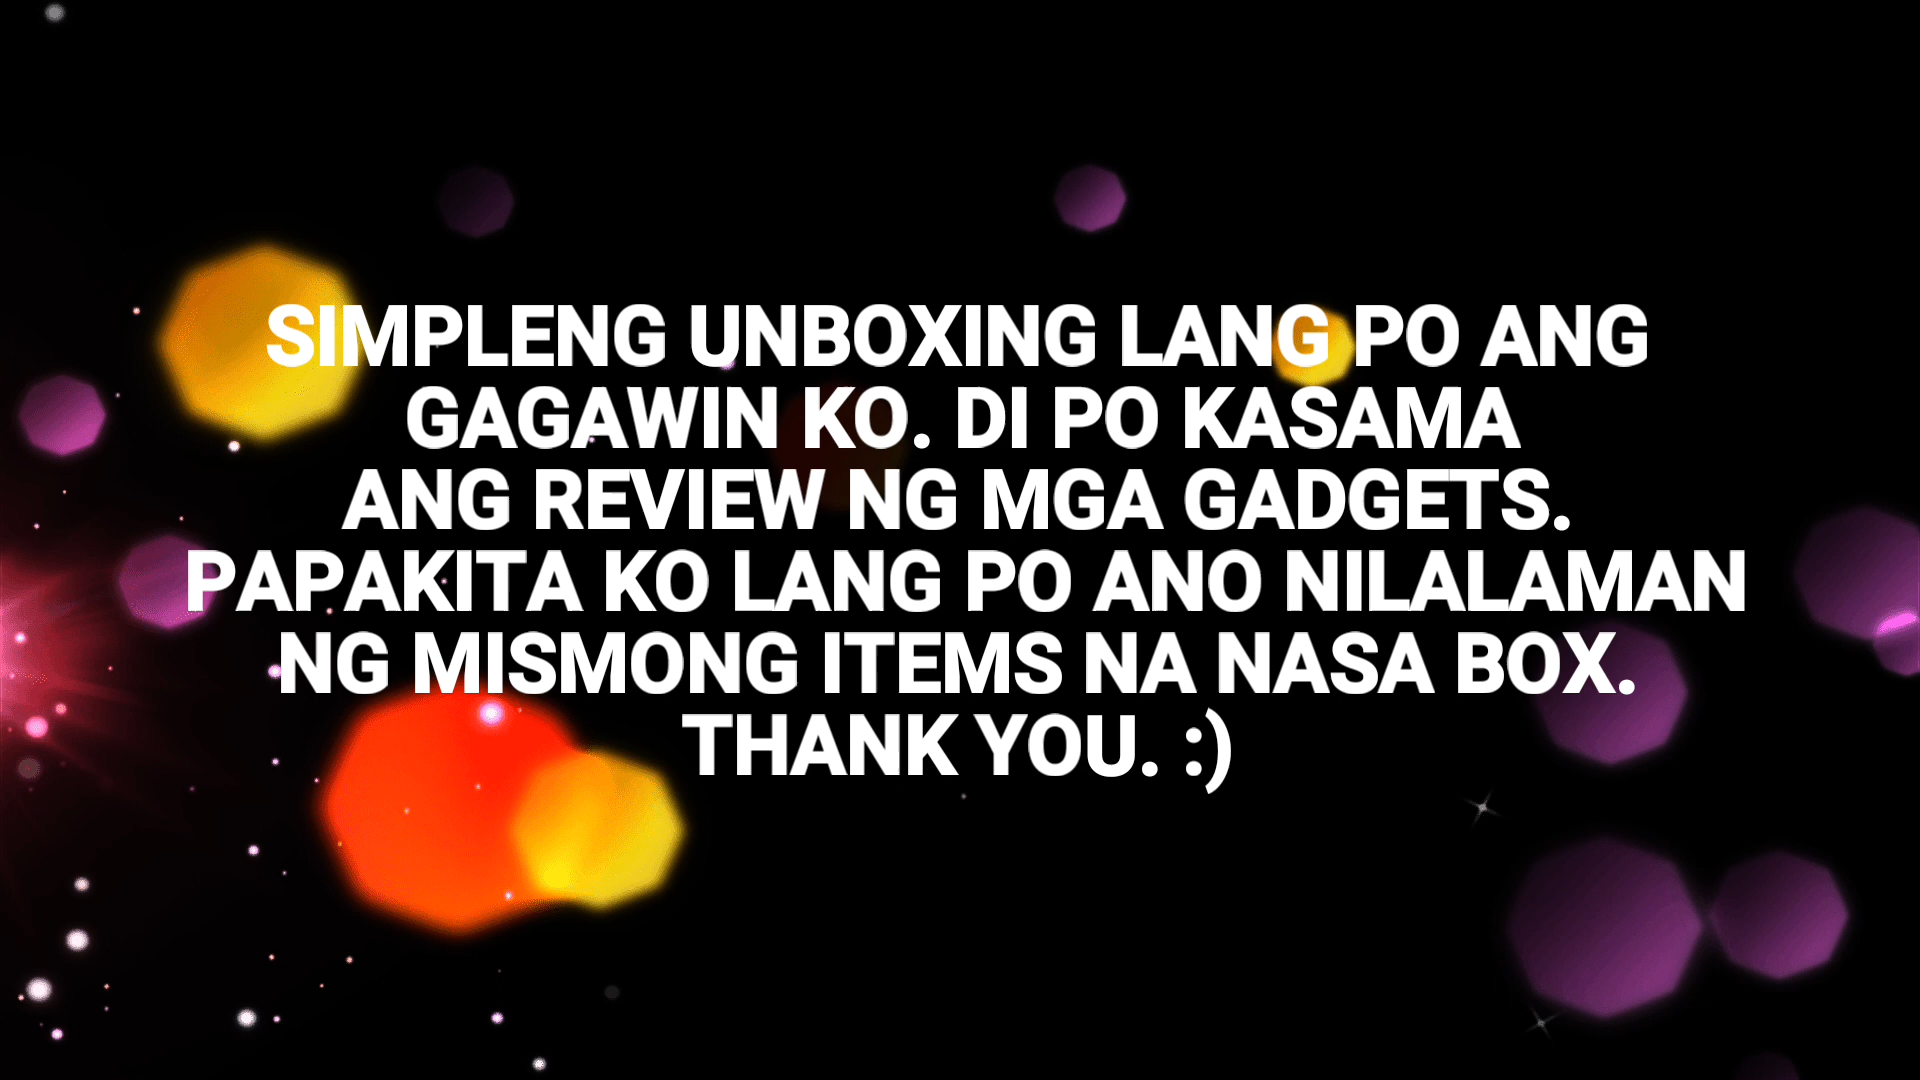 SIMPLENG UNBOXING LANG PO ANG
GAGAWIN KO. DI PO KASAMA
ANG REVIEW NG MGA GADGETS.
PAPAKITA KO LANG PO ANO NILALAMAN
NG MISMONG ITEMS NA NASA BOX.
THANK YOU. :)